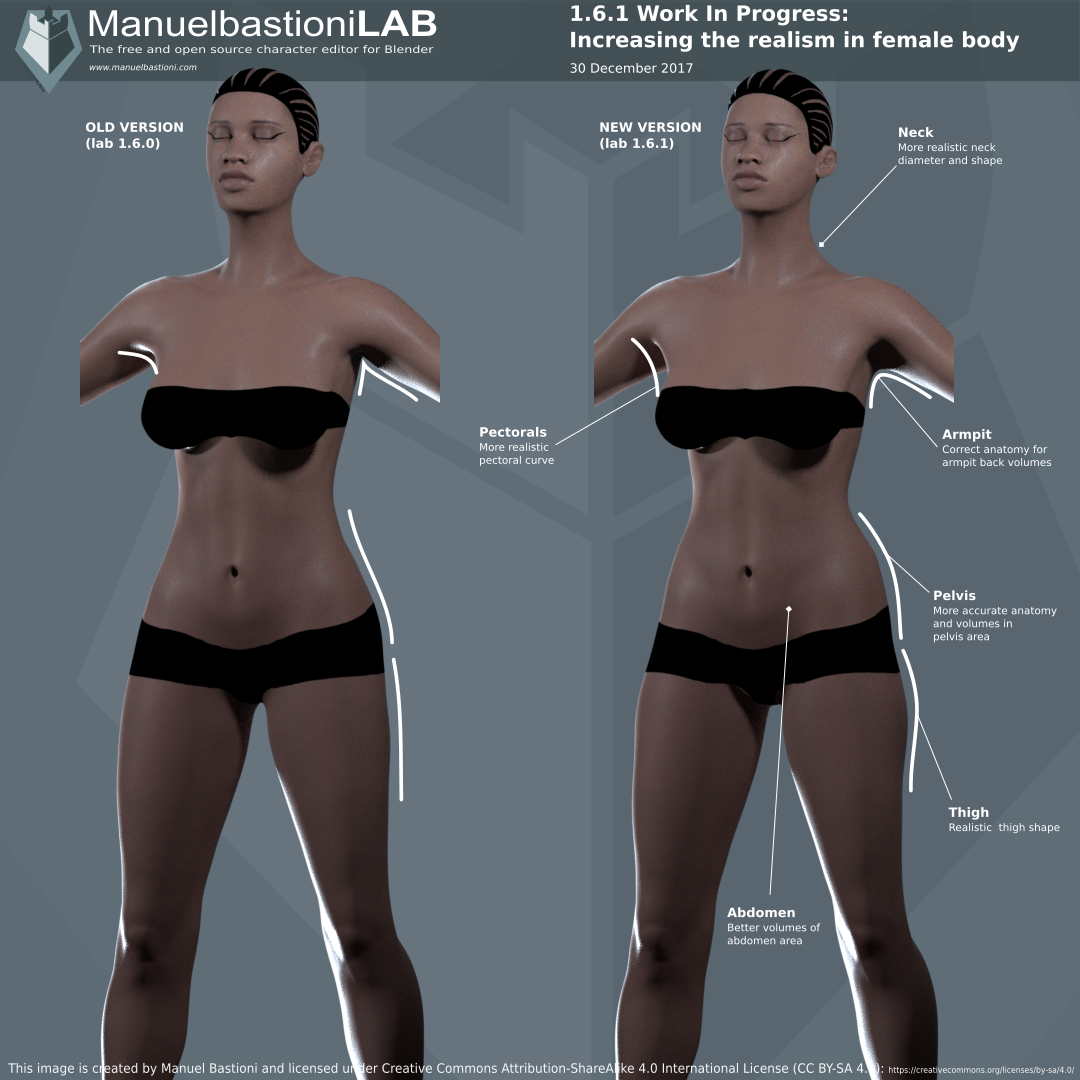 ManuelbastioniLAB
The free and open source character editor for Blender
www.manuelbastioni.com
1.6.1 Work In Progress:
Increasing the realism in female body
30 December 2017
OLD VERSION
(lab 1.6.0)
NEW VERSION
(lab 1.6.1)
Neck
More realistic neck
diameter and shape
Pectorals
More realistic
pectoral curve
Armpit
Correct anatomy for
armpit back volumes
Pelvis
More accurate anatomy
and volumes in
pelvis area
Thigh
Realistic thigh shape
Abdomen
Better volumes of
abdomen area
This image is created by Manuel Bastioni and licensed under Creative Commons Attribution-ShareAlike 4.0 International License (CC BY-SA 4.0): https://creativecommons.org/licenses/by-sa/4.0/